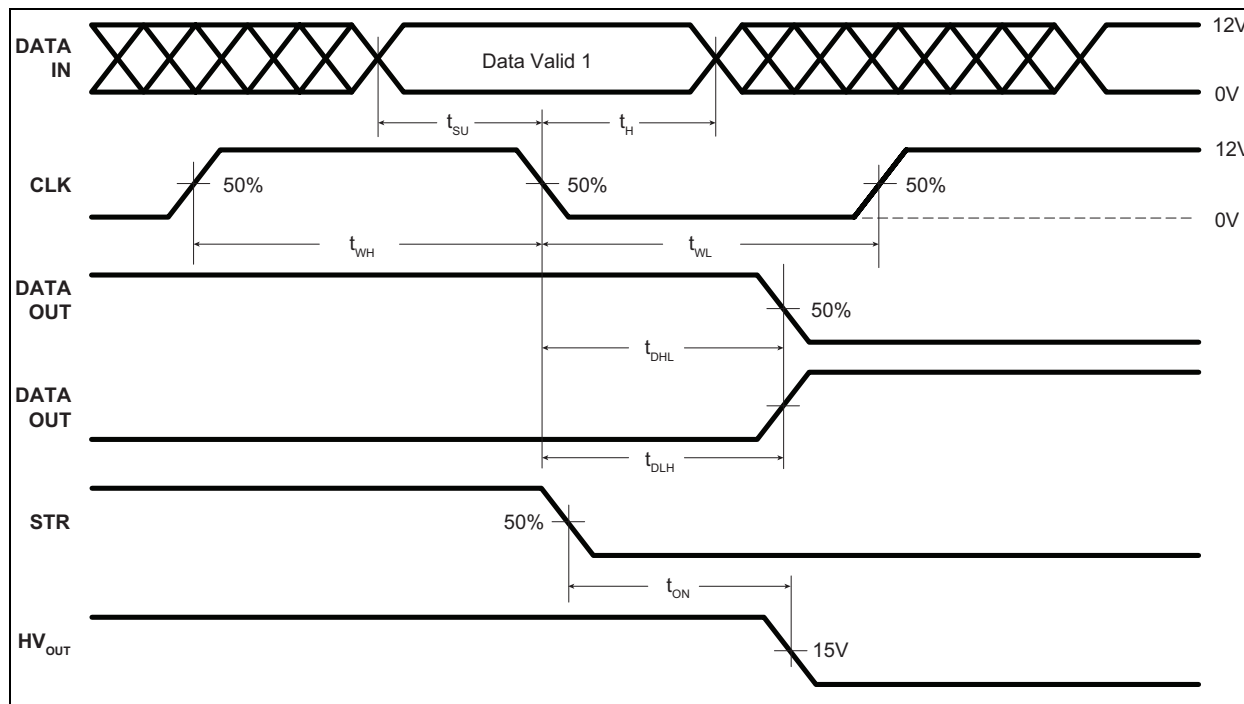 DATA
IN
Data Valid 1
12V
0V
tSU
tH
CLK
50%
50%
50%
12V
0V
tWH
tWL
DATA
OUT
50%
tDHL
DATA
OUT
tDLH
STR
50%
tON
HVOUT
15V